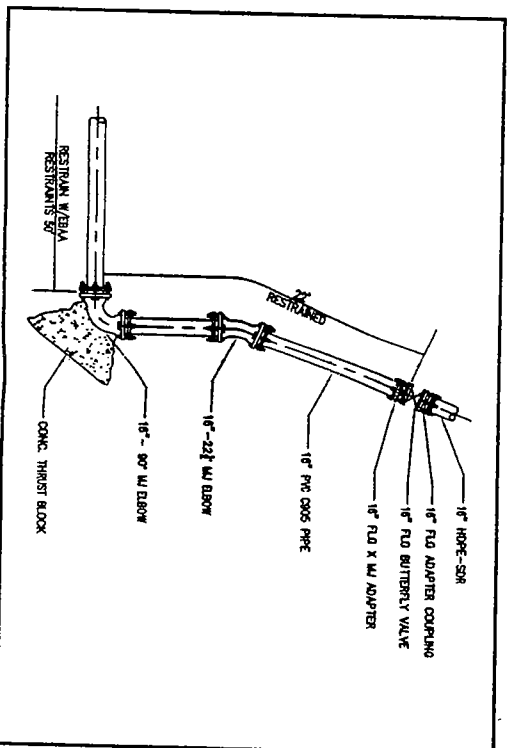 16" HDPE-SDR
16" FLG ADAPTER COUPLING
16" FLG BUTTERFLY VALVE
16" FLG X MJ ADAPTER
16" PVC C905 PIPE
16"-22½° MJ ELBOW
16"- 90° MJ ELBOW
CONC. THRUST BLOCK
RESTRAINED
RESTRAIN W/EBAA
RESTRAINTS 50'